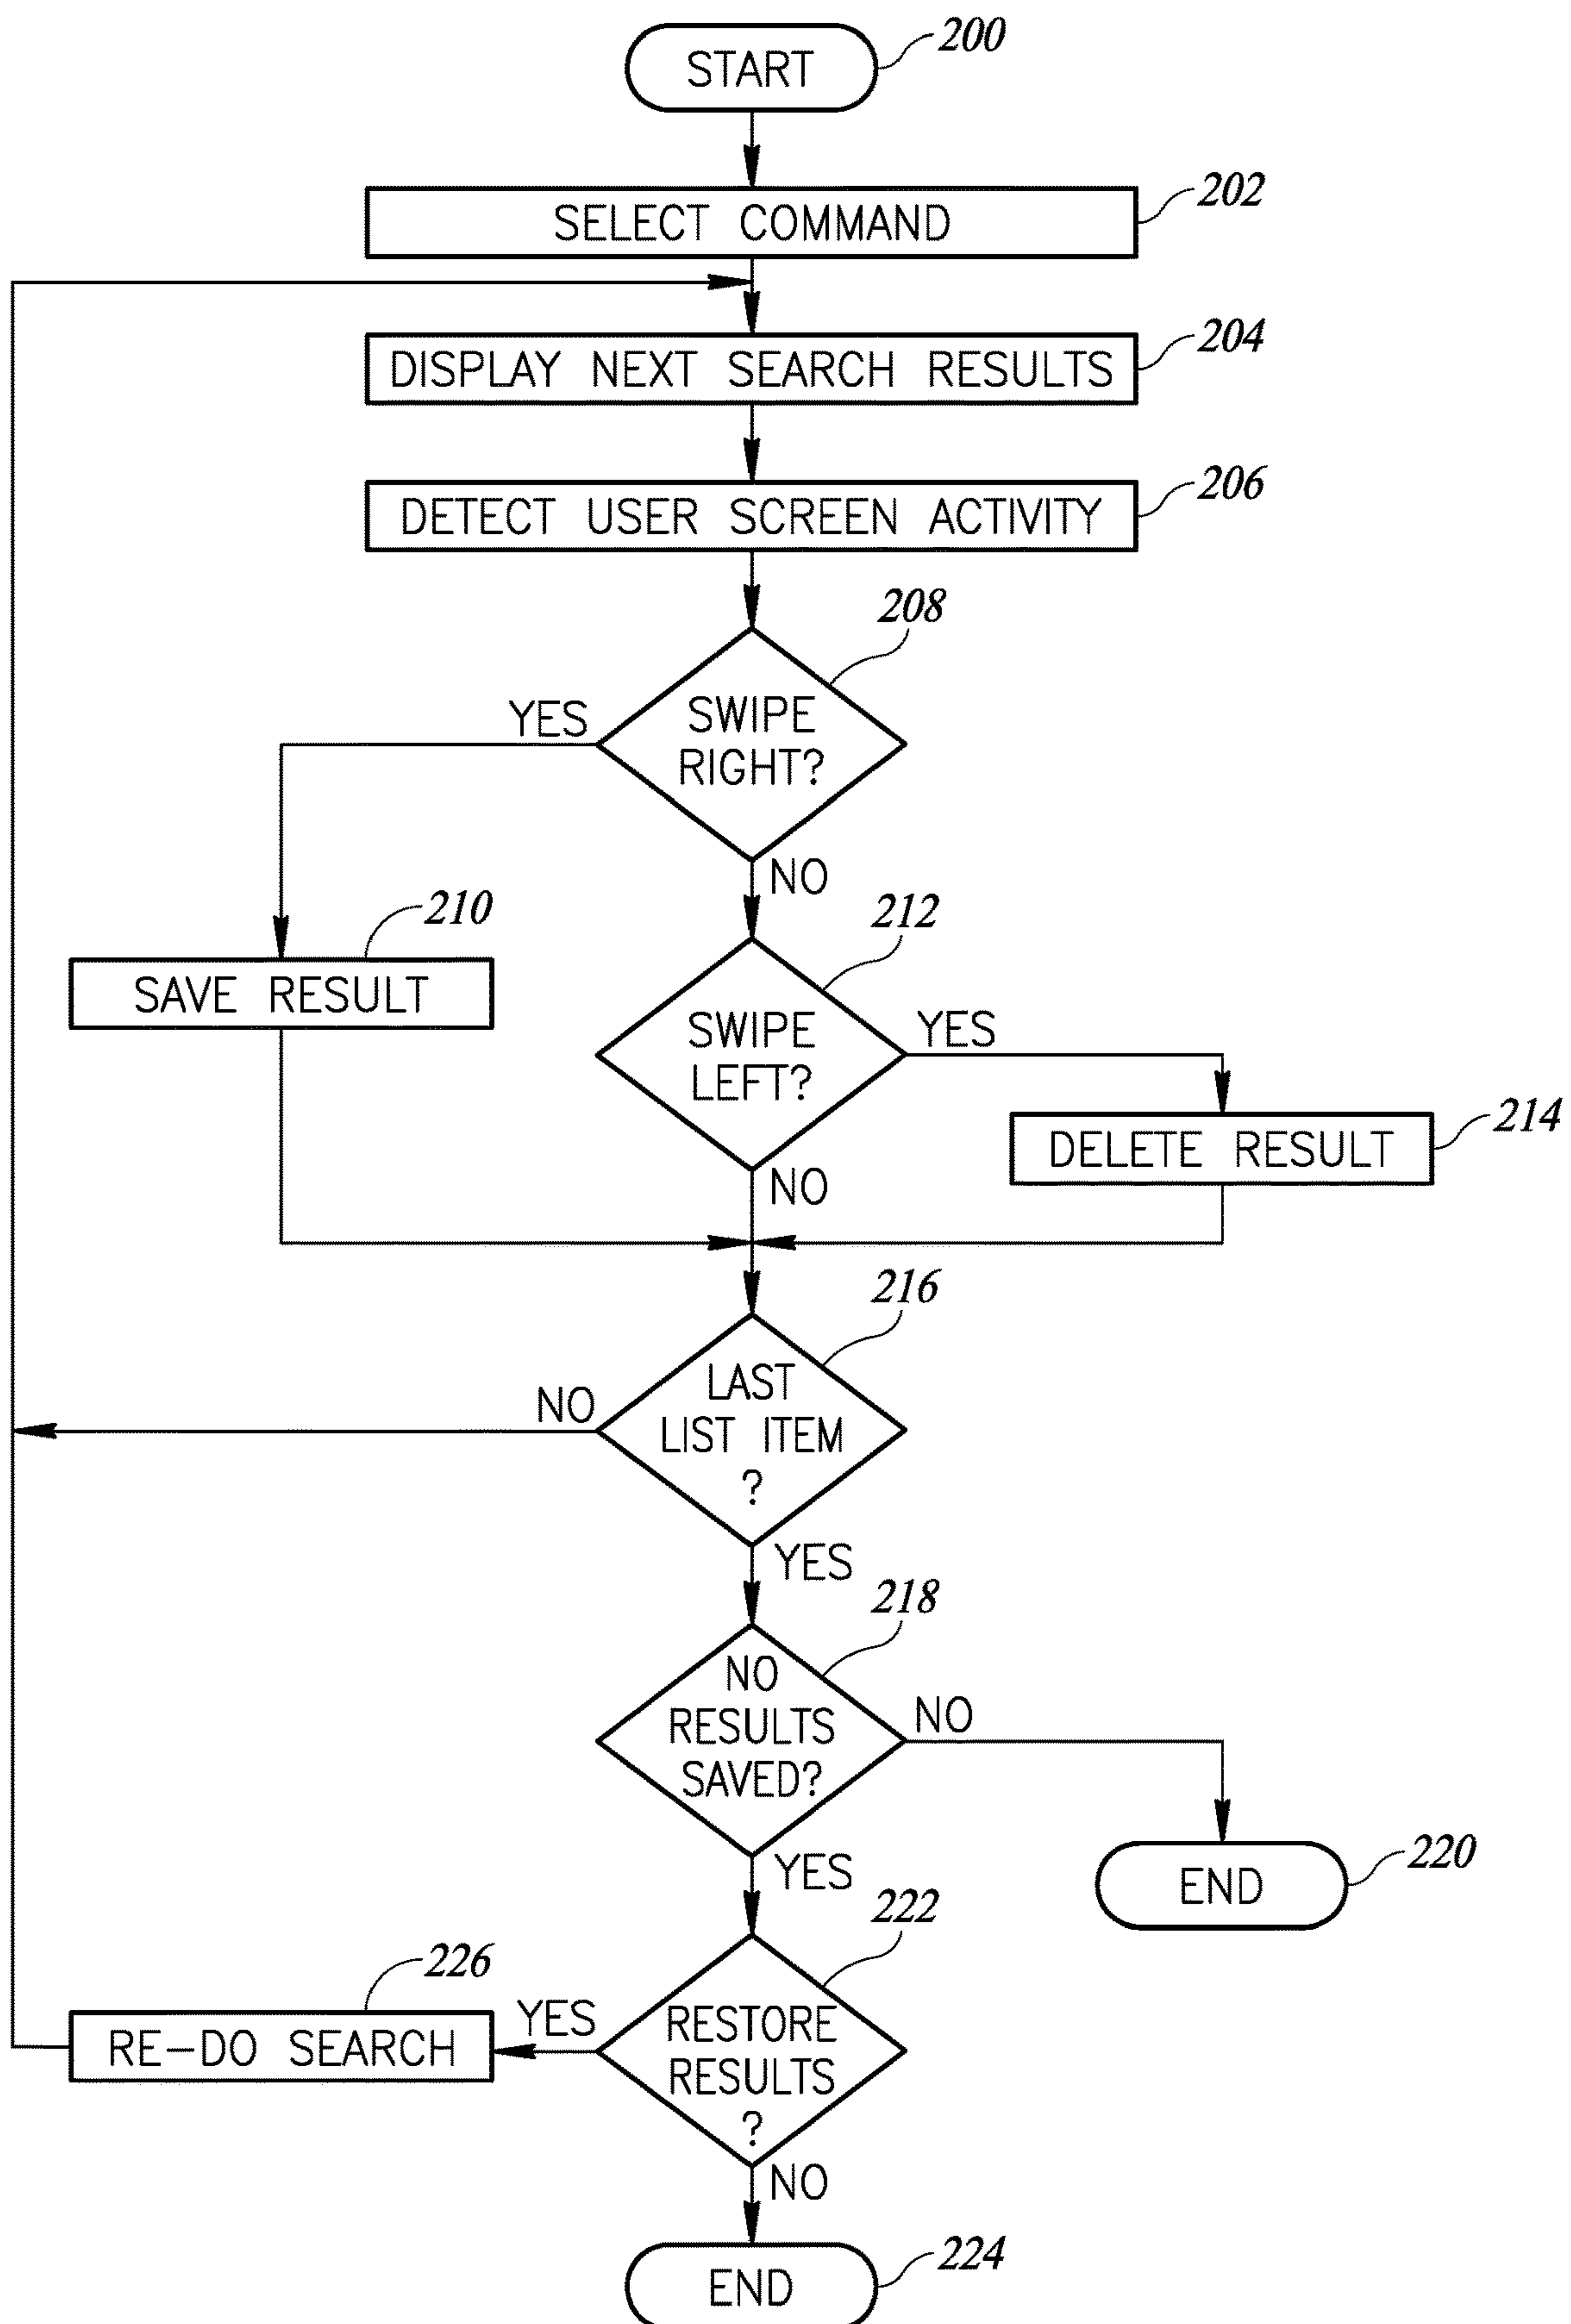 START
200
SELECT COMMAND
202
DISPLAY NEXT SEARCH RESULTS
204
DETECT USER SCREEN ACTIVITY
206
208
SWIPE
RIGHT?
YES
NO
210
SAVE RESULT
212
SWIPE
LEFT?
YES
NO
214
DELETE RESULT
216
LAST
LIST ITEM
?
NO
YES
218
NO
RESULTS
SAVED?
NO
YES
220
END
222
RESTORE
RESULTS
?
YES
NO
226
RE-DO SEARCH
END
224